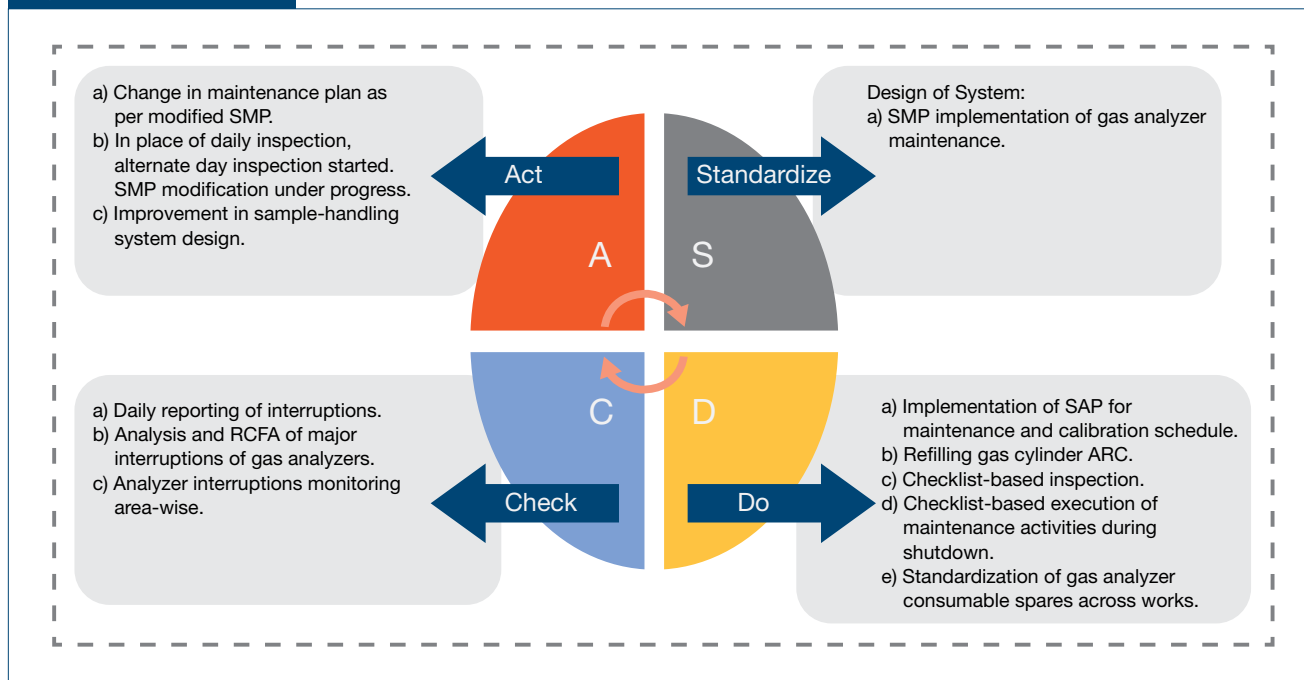 a) Change in maintenance plan as
per modified SMP.
b) In place of daily inspection,
alternate day inspection started.
SMP modification under progress.
c) Improvement in sample-handling
system design.
Act
A
Design of System:
a) SMP implementation of gas analyzer
maintenance.
Standardize
S
a) Daily reporting of interruptions.
b) Analysis and RCFA of major
interruptions of gas analyzers.
c) Analyzer interruptions monitoring
area-wise.
C
Check
D
Do
a) Implementation of SAP for
maintenance and calibration schedule.
b) Refilling gas cylinder ARC.
c) Checklist-based inspection.
d) Checklist-based execution of
maintenance activities during
shutdown.
e) Standardization of gas analyzer
consumable spares across works.